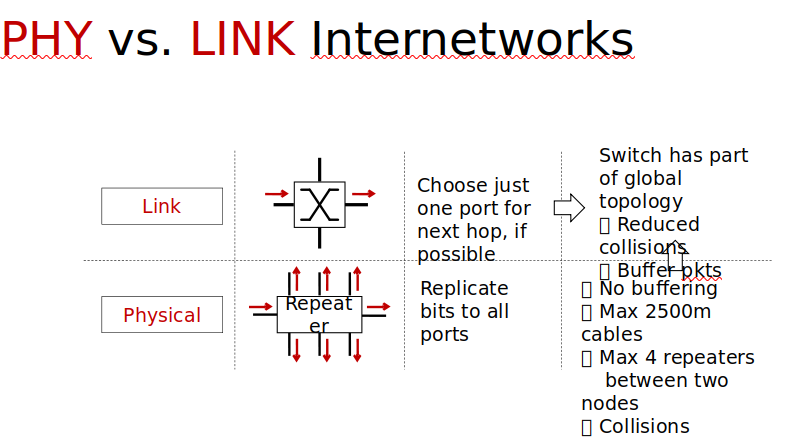 PHY vs. LINK Internetworks
Link
Choose just
one port for
next hop, if
possible
Switch has part
of global
topology
▯ Reduced
collisions
▯ Buffer pkts
Physical
Repeat
er
Replicate
bits to all
ports
▯ No buffering
▯ Max 2500m
cables
▯ Max 4 repeaters
between two
nodes
▯ Collisions